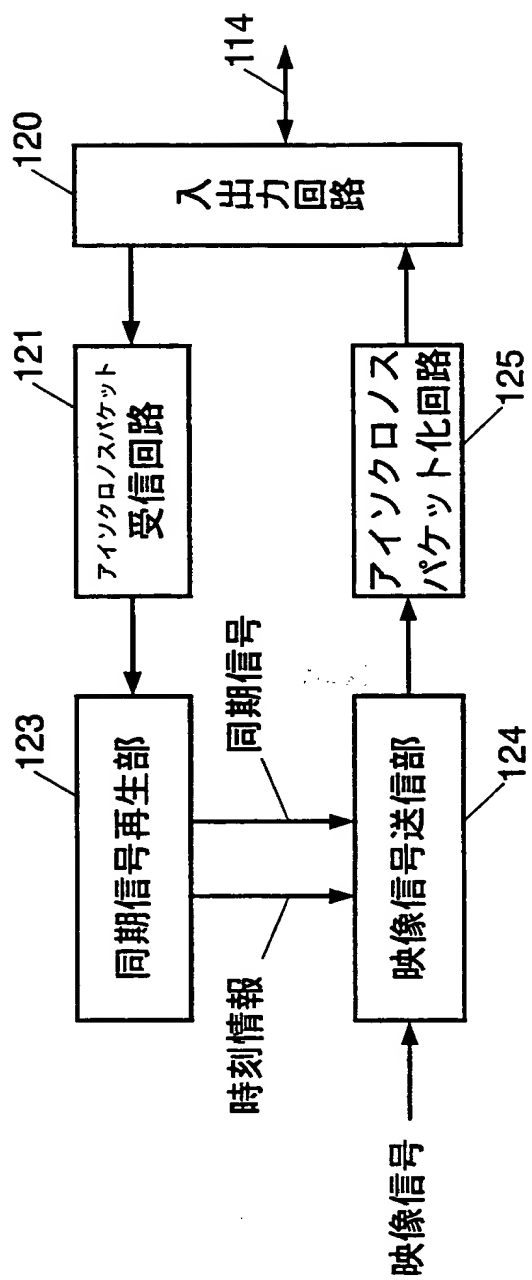 120
入出力回路
114
121
アイソクロノスパケット
受信回路
アイソクロノス
パケット化回路
125
123
同期信号再生部
同期信号
時刻情報
映像信号送信部
124
映像信号